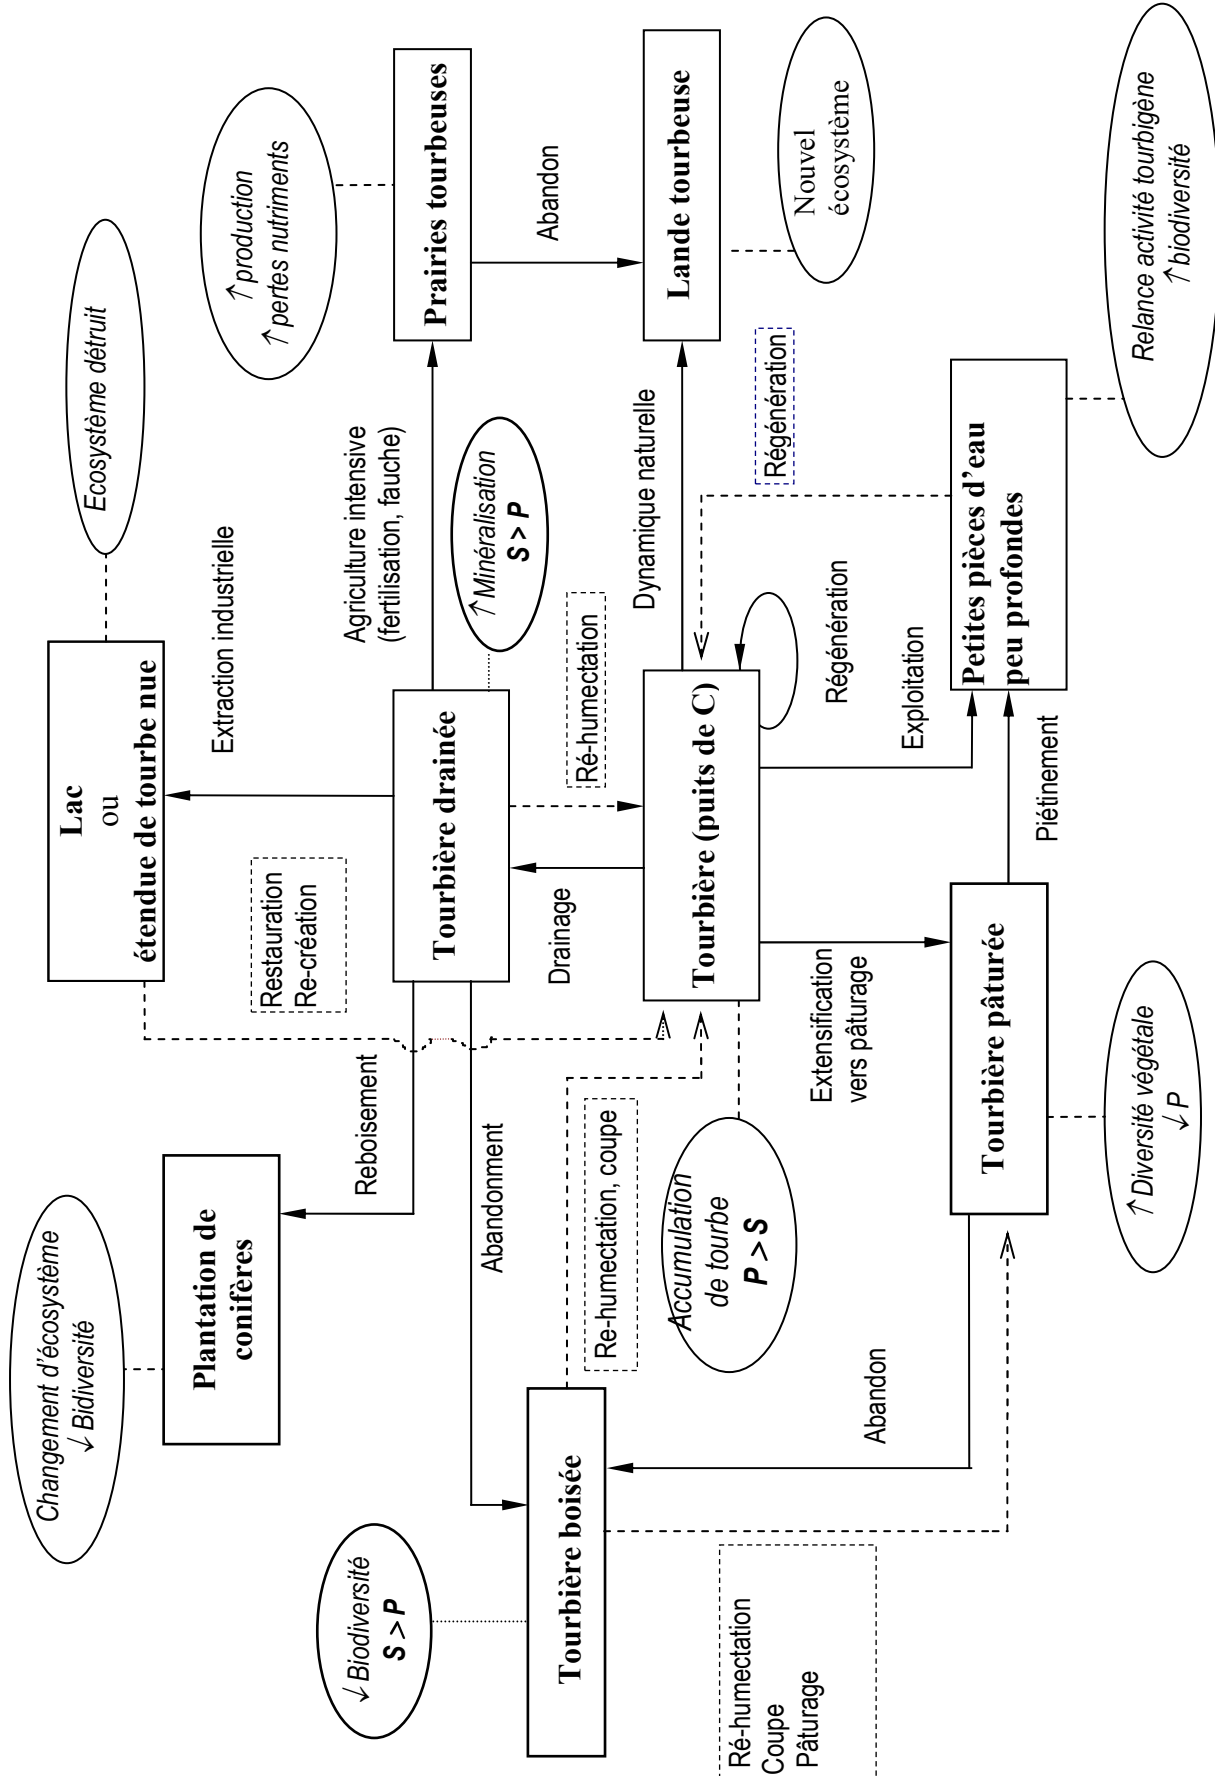 Changement d'écosystème
↓ Bidiversité
Ecosystème détruit
Plantation de
conifères
Lac
ou
étendue de tourbe nue
Extraction industrielle
↑ production
↑ pertes nutriments
Restauration
Re-création
Reboisement
↓ Biodiversité
S > P
Agriculture intensive
(fertilisation, fauche)
Tourbière drainée
Prairies tourbeuses
Abandonment
↑ Minéralisation
S > P
Tourbière boisée
Drainage
Ré-humectation
Abandon
Re-humectation, coupe
Dynamique naturelle
Accumulation
de tourbe
P > S
Tourbière (puits de C)
Lande tourbeuse
Ré-humectation
Coupe
Pâturage
Régénération
Nouvel
écosystème
Extensification
vers pâturage
Régénération
Abandon
Exploitation
Tourbière pâturée
Petites pièces d'eau
peu profondes
Piétinement
↑ Diversité végétale
↓ P
Relance activité tourbigène
↑ biodiversité